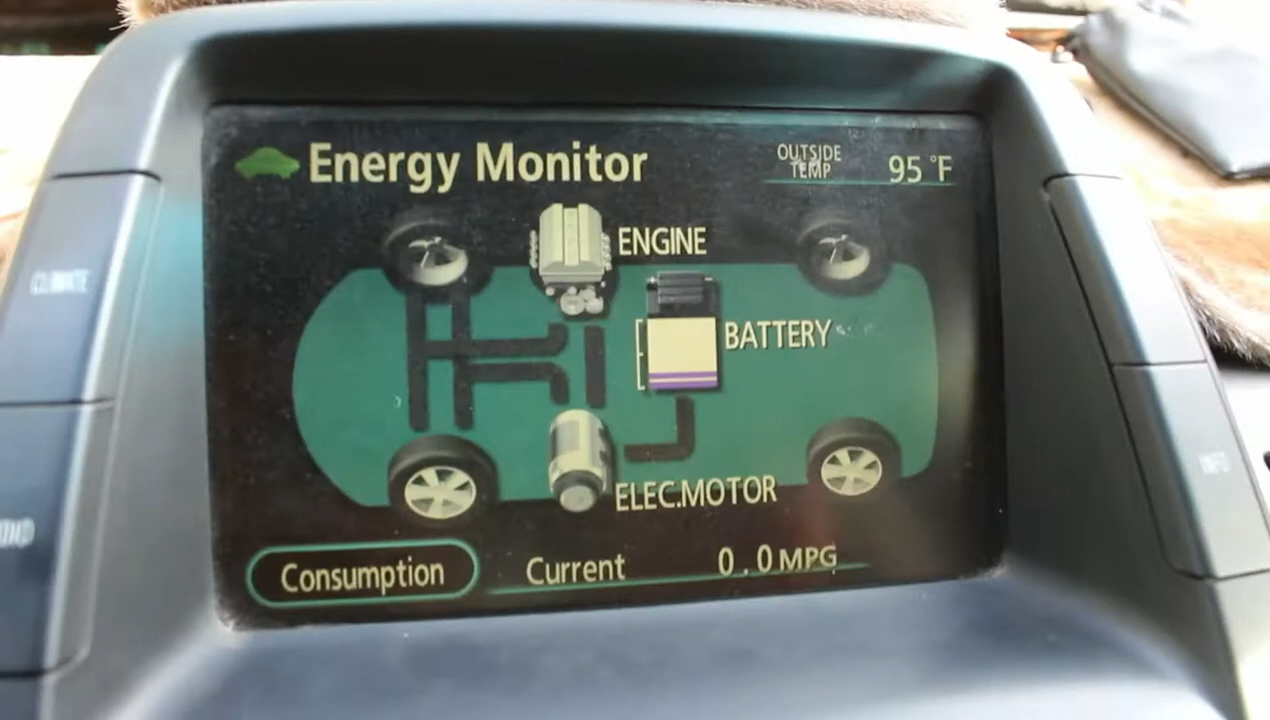 Energy Monitor
OUTSIDE
TEMP
95 °F
CLIMATE
ENGINE
BATTERY
INFO
ELEC.MOTOR
Consumption
Current
0.0 MPG